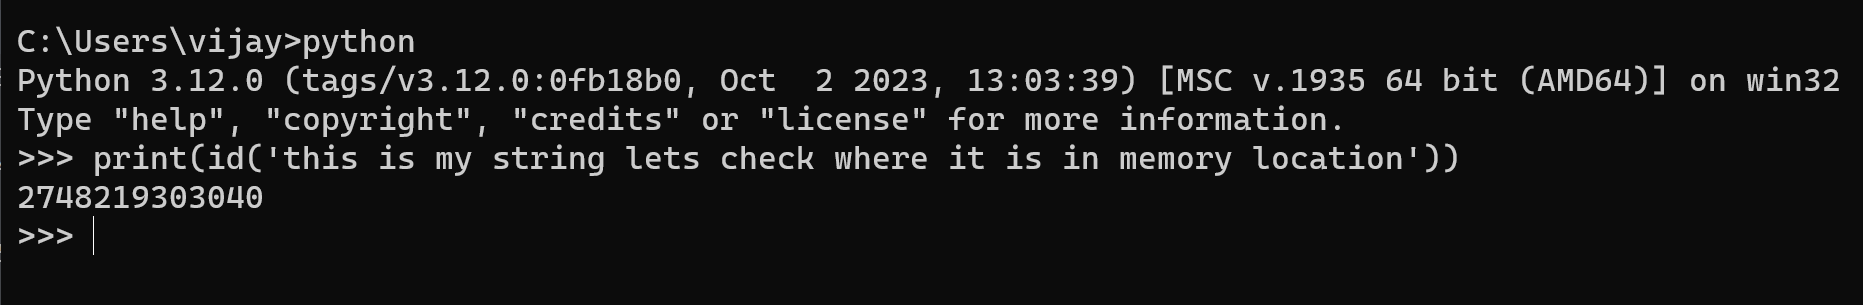 C:\Users\vijay>python
Python 3.12.0 (tags/v3.12.0:0fb18b0, Oct  2 2023, 13:03:39) [MSC v.1935 64 bit (AMD64)] on win32
Type "help", "copyright", "credits" or "license" for more information.
>>> print(id('this is my string lets check where it is in memory location'))
2748219303040
>>>